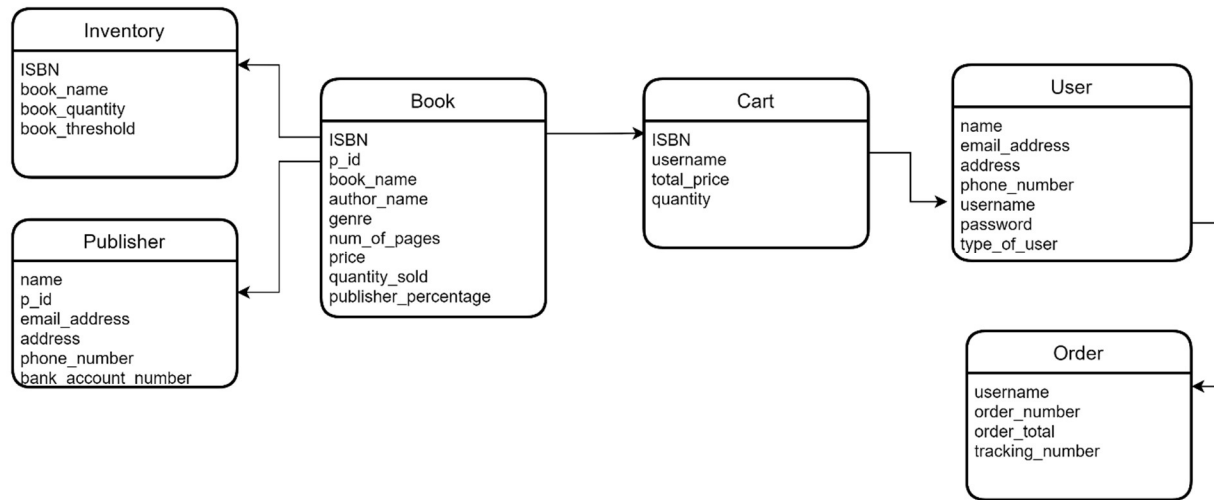 Inventory
ISBN
book_name
book_quantity
book_threshold
Publisher
name
p_id
email_address
address
phone_number
bank_account_number
Book
ISBN
p_id
book_name
author_name
genre
num_of_pages
price
quantity_sold
publisher_percentage
Cart
ISBN
username
total_price
quantity
User
name
email_address
address
phone_number
username
password
type_of_user
Order
username
order_number
order_total
tracking_number